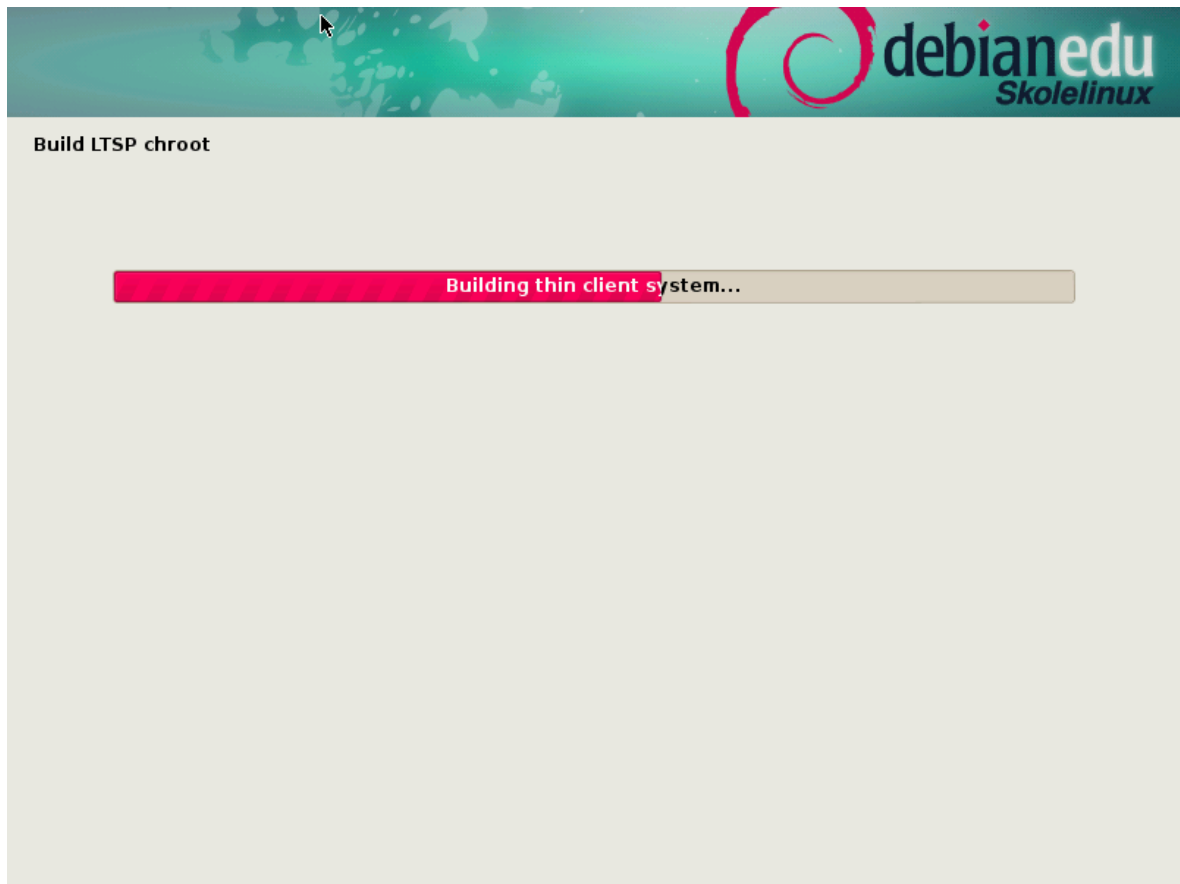 debianedu
Skolelinux
Build LTSP chroot
Building thin client system...